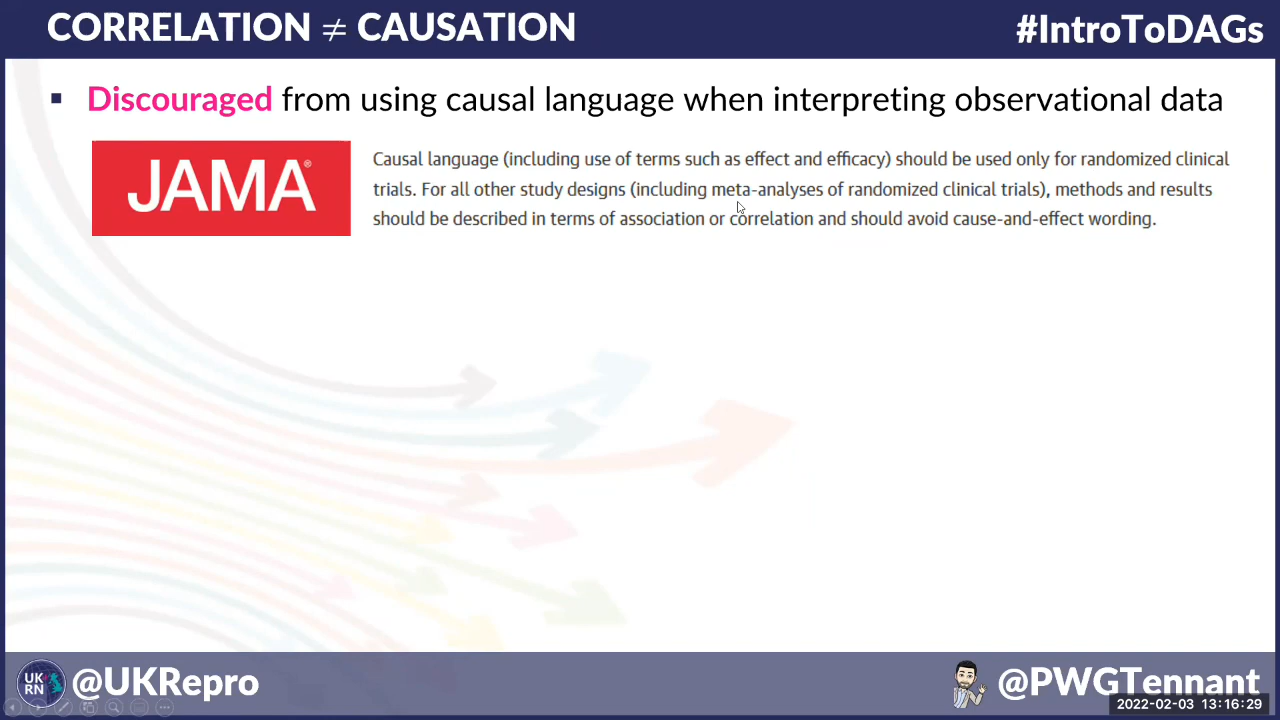 CORRELATION ≠ CAUSATION
#IntroToDAGs
▪ Discouraged from using causal language when interpreting observational data
JAMA®
Causal language (including use of terms such as effect and efficacy) should be used only for randomized clinical
trials. For all other study designs (including meta-analyses of randomized clinical trials), methods and results
should be described in terms of association or correlation and should avoid cause-and-effect wording.
UK
RN
@UKRepro
@PWGTennant
2022-02-03 13:16:29